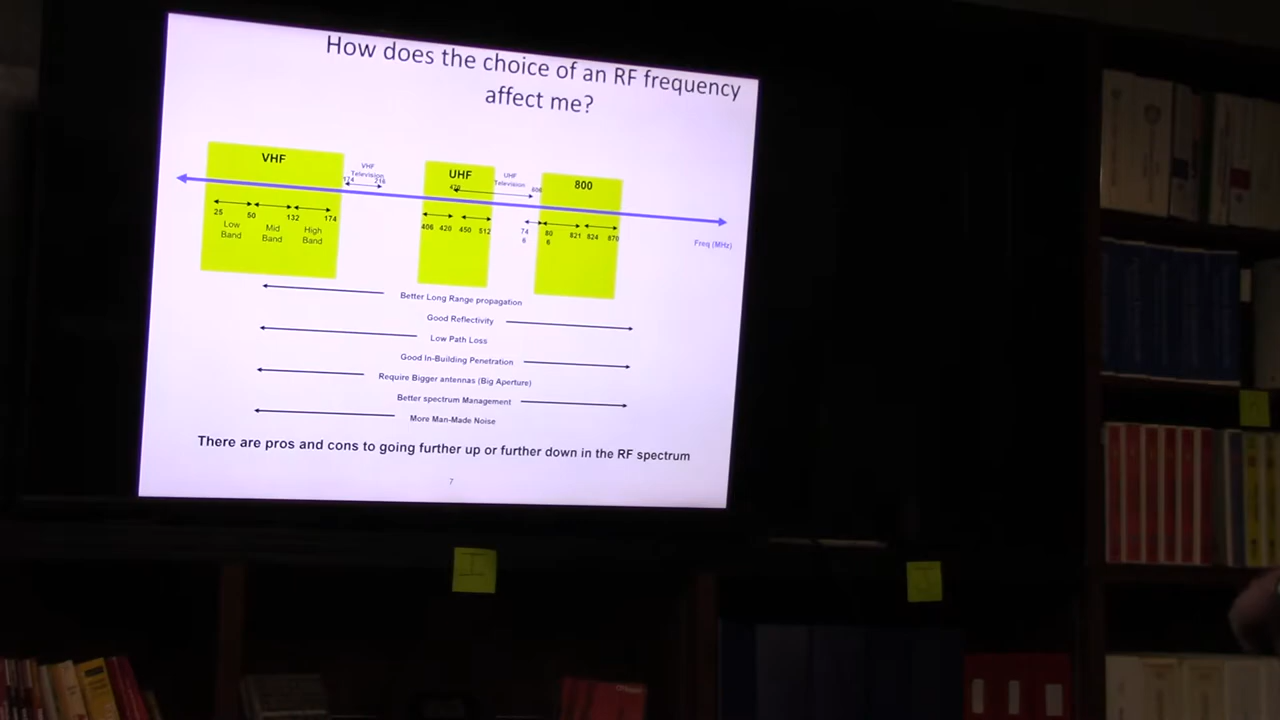 How does the choice of an RF frequency
affect me?
VHF
VHF
Television
174 216
UHF
470
UHF
Television
806
800
25 50 132 174
Low
Band
Mid
Band
High
Band
406 420 450 512
74
6
80
6
821 824 870
Freq (MHz)
Better Long Range propagation
Good Reflectivity
Low Path Loss
Good In-Building Penetration
Require Bigger antennas (Big Aperture)
Better spectrum Management
More Man-Made Noise
There are pros and cons to going further up or further down in the RF spectrum
7